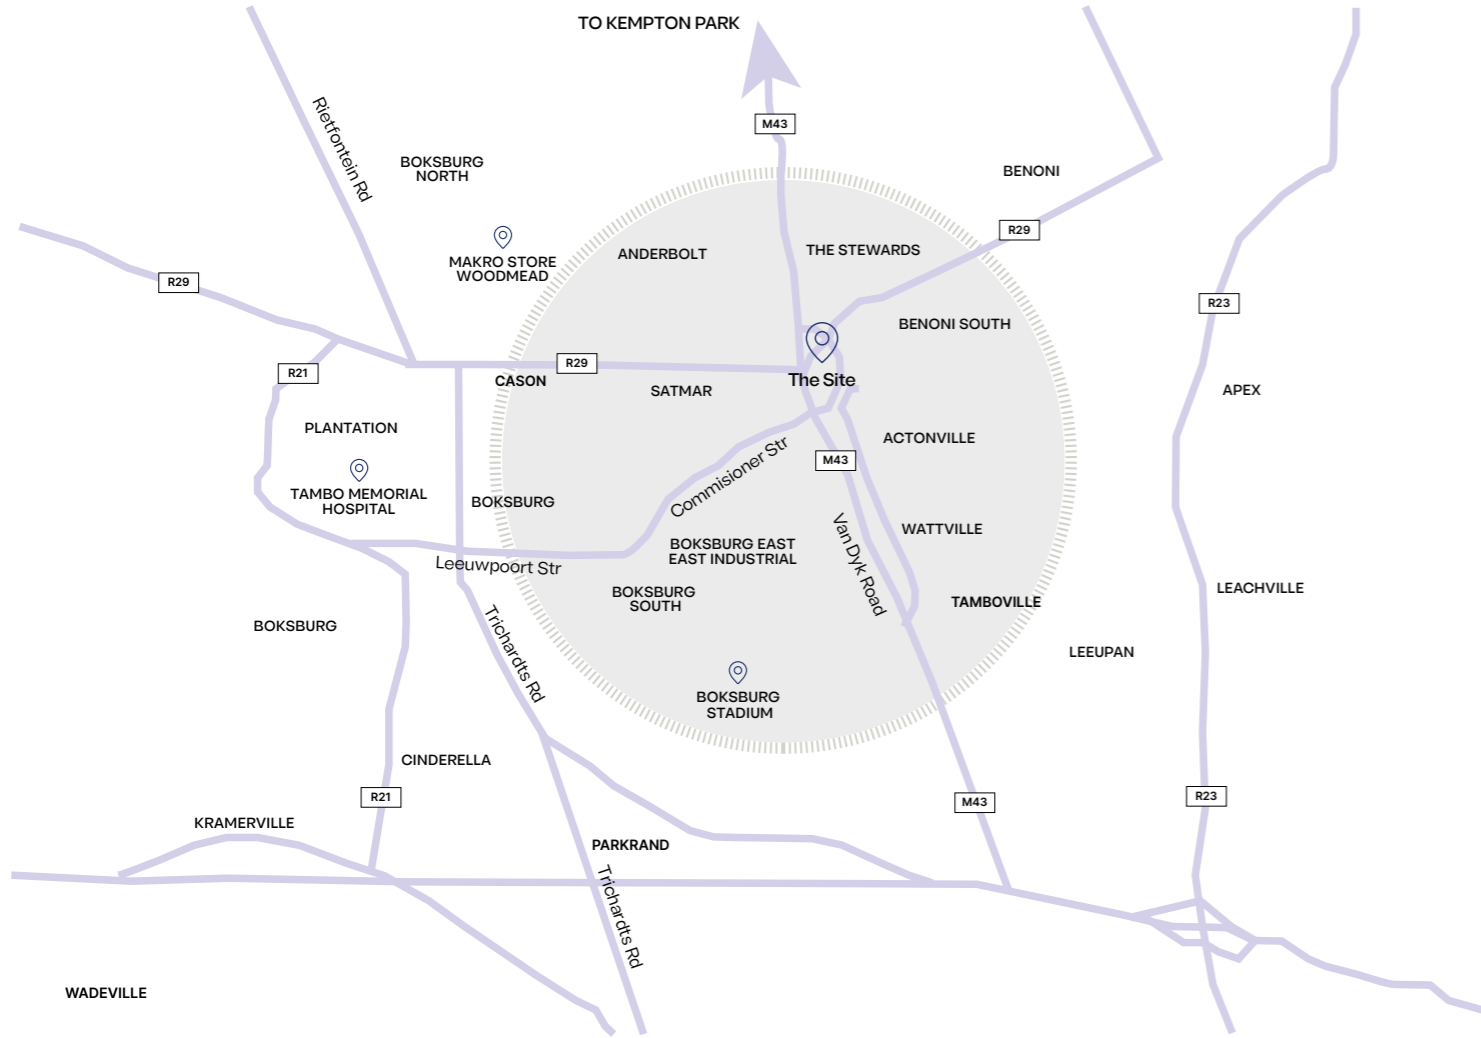 TO KEMPTON PARK
M43
Rietfontein Rd
BOKSBURG
NORTH
BENONI
R29
MAKRO STORE
WOODMEAD
ANDERBOLT
THE STEWARDS
R29
R23
BENONI SOUTH
R21
R29
CASON
SATMAR
The Site
APEX
PLANTATION
ACTONVILLE
Commisioner Str
M43
TAMBO MEMORIAL
HOSPITAL
BOKSBURG
WATTVILLE
BOKSBURG EAST
EAST INDUSTRIAL
Van Dyk Road
Leeuwpoort Str
BOKSBURG
SOUTH
TAMBOVILLE
LEACHVILLE
BOKSBURG
Trichardts Rd
LEEUPAN
BOKSBURG
STADIUM
CINDERELLA
R21
M43
R23
KRAMERVILLE
PARKRAND
Trichardts Rd
WADEVILLE